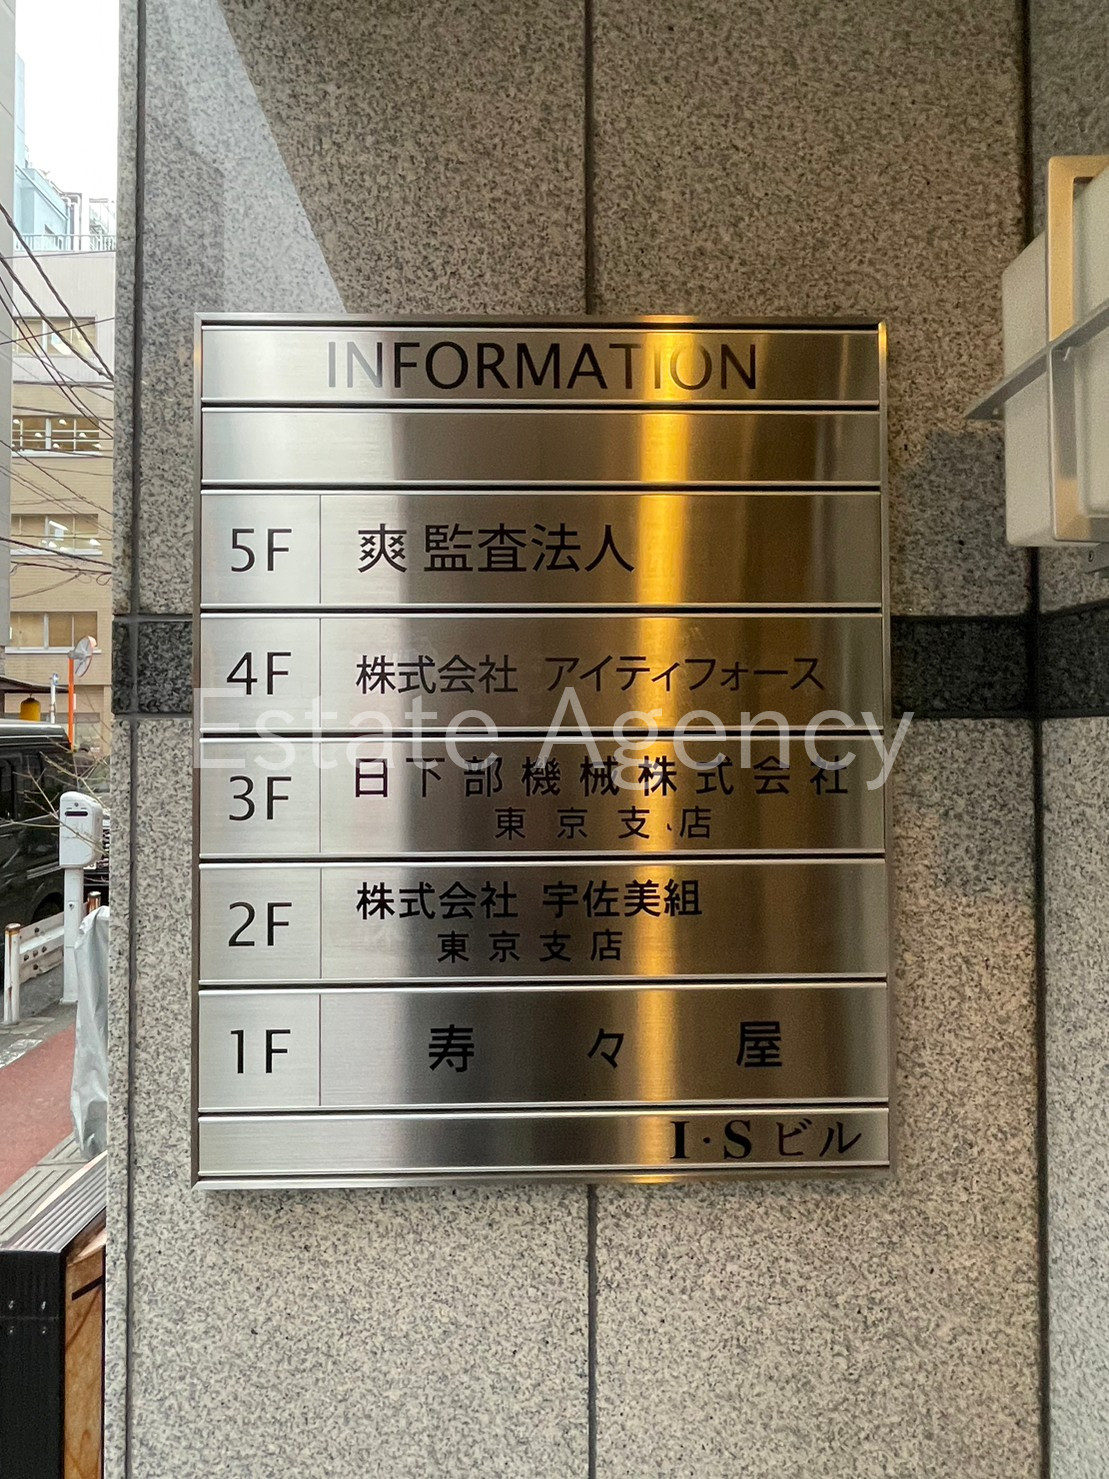 INFORMATION
5F 爽 監査法人
4F 株式会社 アイティフォース
Estate Agency
3F 日下部機械株式会社
東京支店
2F 株式会社 宇佐美組
東京支店
1F 寿々屋
I・Sビル